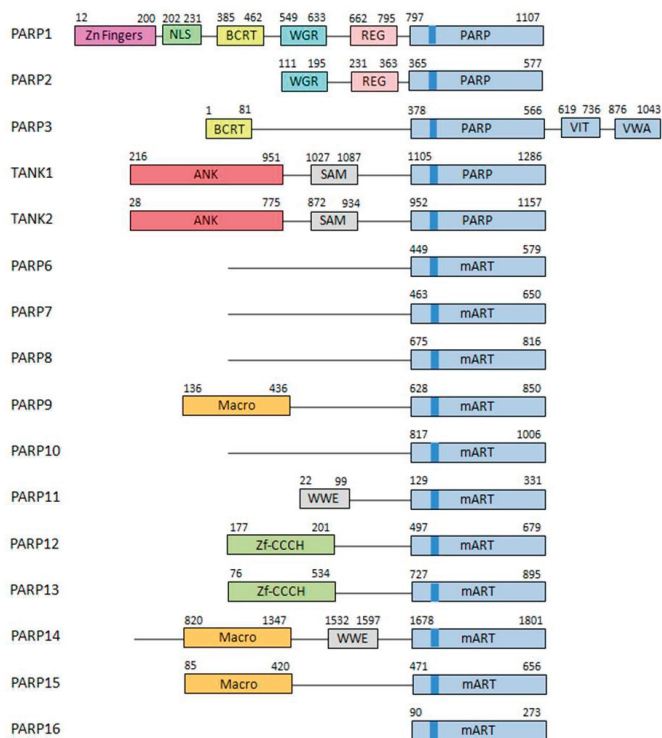 12 200 202 231 385 462 549 633 662 795 797 1107
PARP1 Zn Fingers NLS BCRT WGR REG PARP
111 195 231 363 365 577
PARP2 WGR REG PARP
1 81 378 566 619 736 876 1043
PARP3 BCRT PARP VIT VWA
216 951 1027 1087 1105 1286
TANK1 ANK SAM PARP
28 775 872 934 952 1157
TANK2 ANK SAM PARP
449 579
PARP6 mART
463 650
PARP7 mART
675 816
PARP8 mART
136 436 628 850
PARP9 Macro mART
817 1006
PARP10 mART
22 99 129 331
PARP11 WWE mART
177 201 497 679
PARP12 Zf-CCCH mART
76 534 727 895
PARP13 Zf-CCCH mART
820 1347 1532 1597 1678 1801
PARP14 Macro WWE mART
85 420 471 656
PARP15 Macro mART
90 273
PARP16 mART